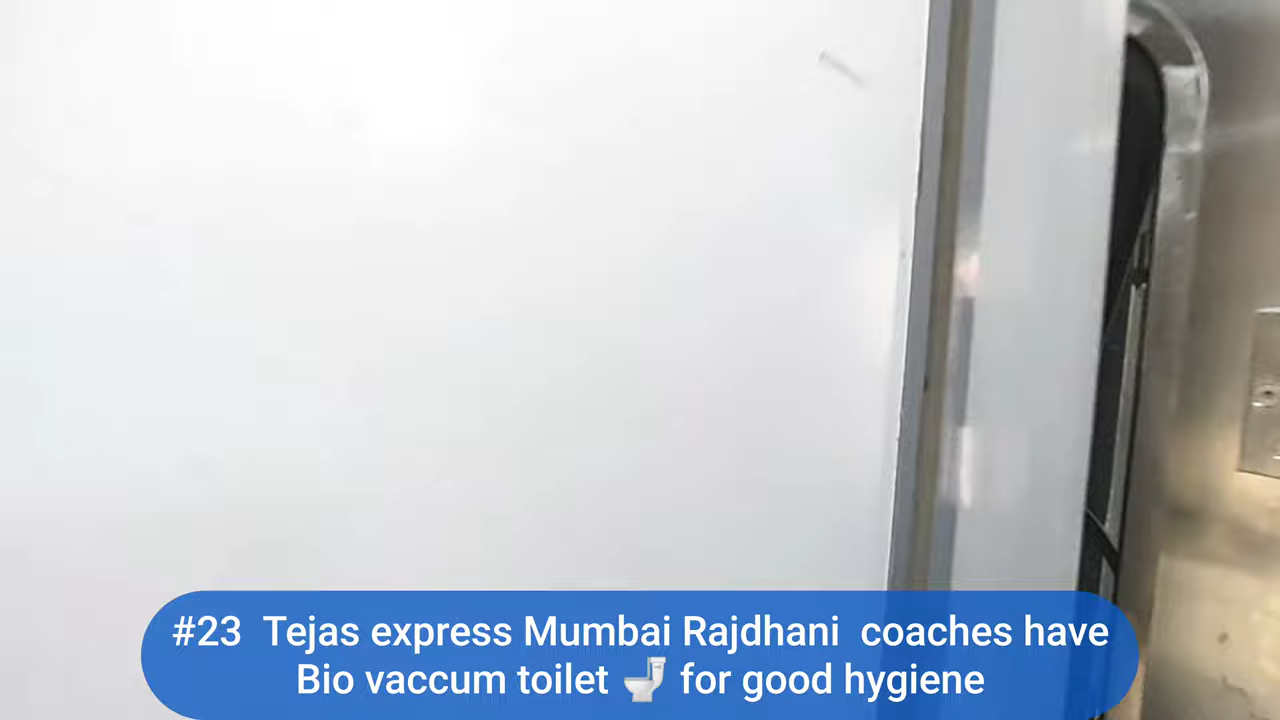 #23  Tejas express Mumbai Rajdhani  coaches have
Bio vaccum toilet 🚽 for good hygiene